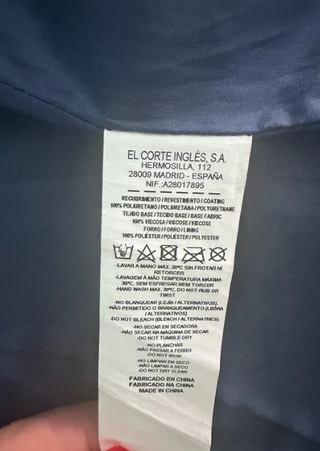 EL CORTE INGLÉS, S.A.
HERMOSILLA, 112
28009 MADRID - ESPAÑA
NIF.:A28017895
RECUBRIMIENTO/REVESTIMENTO/COATING
100% POLIURETANO/POLIURETANA/POLYURETHANE
TEJIDO BASE/TECIDO BASE/BASE FABRIC
100% VISCOSA/VISCOSE/VISCOSE
FORRO/FORRO/LINING
100% POLIÉSTER/POLIÉSTER/POLYESTER
-LAVAR A MANO MAX. 30ºC SIN FROTAR NI
RETORCER
-LAVAGEM À MÃO TEMPERATURA MÁXIMA
30ºC, SEM ESFREGAR NEM TORCER
-HAND WASH MAX. 30ºC, DO NOT RUB OR
TWIST
-NO BLANQUEAR (LEJÍA / ALTERNATIVOS)
-NÃO PERMITIDO O BRANQUEAMENTO (LIXIVIA
/ ALTERNATIVOS)
-DO NOT BLEACH (BLEACH / ALTERNATIVES)
-NO SECAR EN SECADORA
-NÃO SECAR NA MÁQUINA DE SECAR
-DO NOT TUMBLE DRY
-NO PLANCHAR
-NÃO PASSAR A FERRO
-DO NOT IRON
-NO LIMPIAR EN SECO
-NÃO LIMPAR A SECO
-DO NOT DRY CLEAN
FABRICADO EN CHINA
FABRICADO NA CHINA
MADE IN CHINA